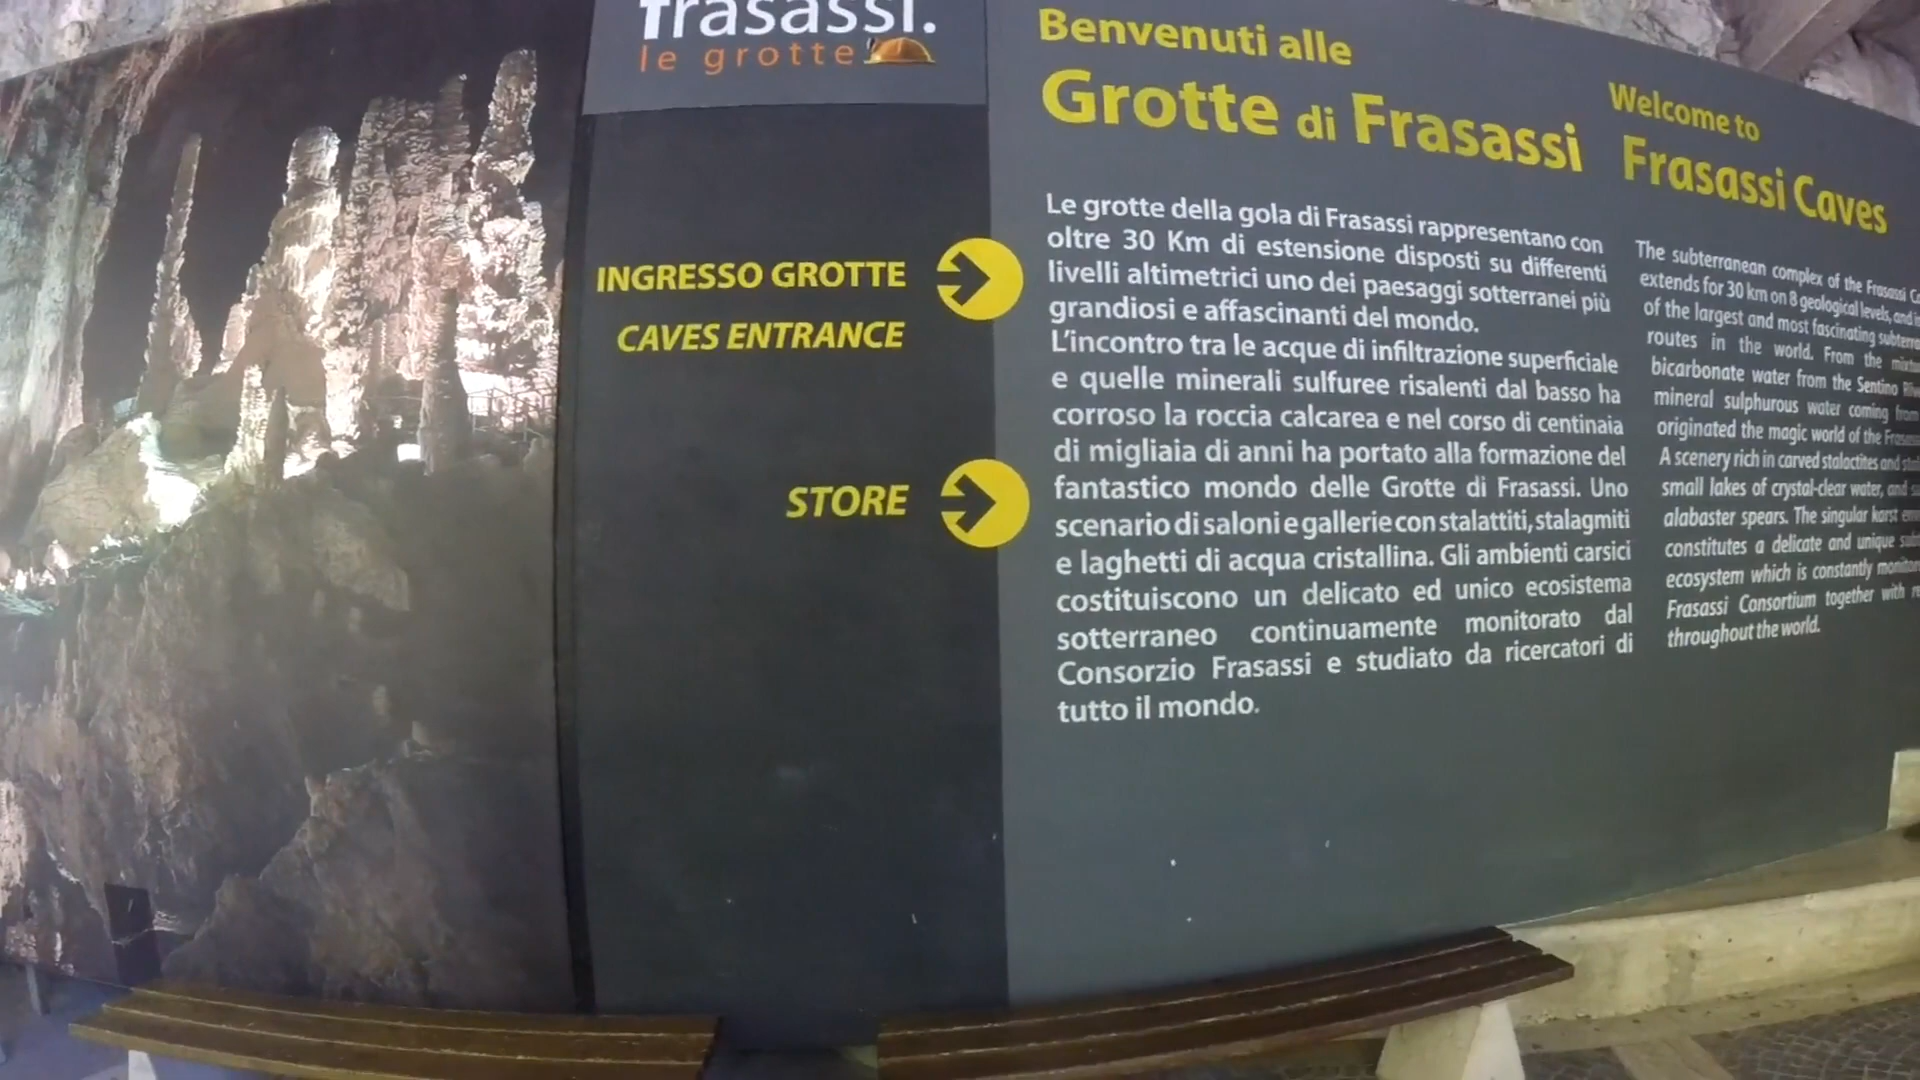 frasassi.
le grotte
INGRESSO GROTTE
CAVES ENTRANCE
STORE
Benvenuti alle
Grotte di Frasassi
Le grotte della gola di Frasassi rappresentano con
oltre 30 Km di estensione disposti su differenti
livelli altimetrici uno dei paesaggi sotterranei più
grandiosi e affascinanti del mondo.
L'incontro tra le acque di infiltrazione superficiale
e quelle minerali sulfuree risalenti dal basso ha
corroso la roccia calcarea e nel corso di centinaia
di migliaia di anni ha portato alla formazione del
fantastico mondo delle Grotte di Frasassi. Uno
scenario di saloni e gallerie con stalattiti, stalagmiti
e laghetti di acqua cristallina. Gli ambienti carsici
costituiscono un delicato ed unico ecosistema
sotterraneo continuamente monitorato dal
Consorzio Frasassi e studiato da ricercatori di
tutto il mondo.
Welcome to
Frasassi Caves
The subterranean complex of the Frasassi
extends for 30 km on 8 geological levels, and
of the largest and most fascinating
routes in the world. From the
bicarbonate water from the Sentino
mineral sulphurous water coming from
originated the magic world of the
A scenery rich in carved stalactites and
small lakes of crystal-clear water, and
alabaster spears. The singular karst
constitutes a delicate and unique
ecosystem which is constantly
Frasassi Consortium together with
throughout the world.